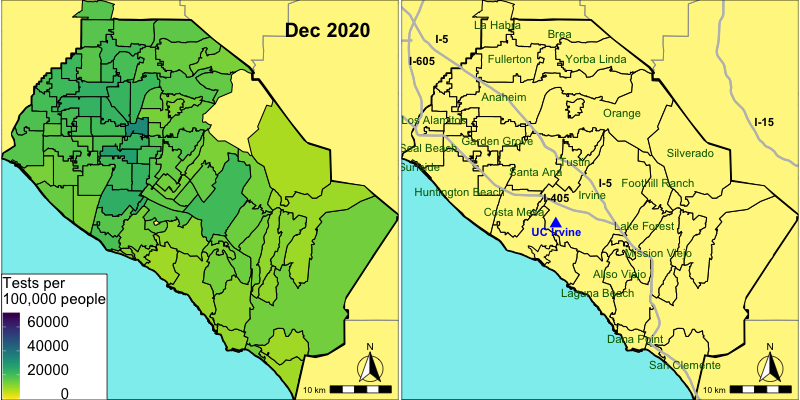 Dec 2020
Tests per
100,000 people
60000
40000
20000
0
N
10 km
La Habra
Brea
I-5
Fullerton
Yorba Linda
I-605
Anaheim
Orange
Los Alamitos
I-15
Garden Grove
Seal Beach
Silverado
Tustin
Sunside
Santa Ana
I-5
Foothill Ranch
Huntington Beach
Irvine
I-405
Costa Mesa
Lake Forest
UC Irvine
Mission Viejo
Aliso Viejo
Laguna Beach
Dana Point
San Clemente
N
10 km